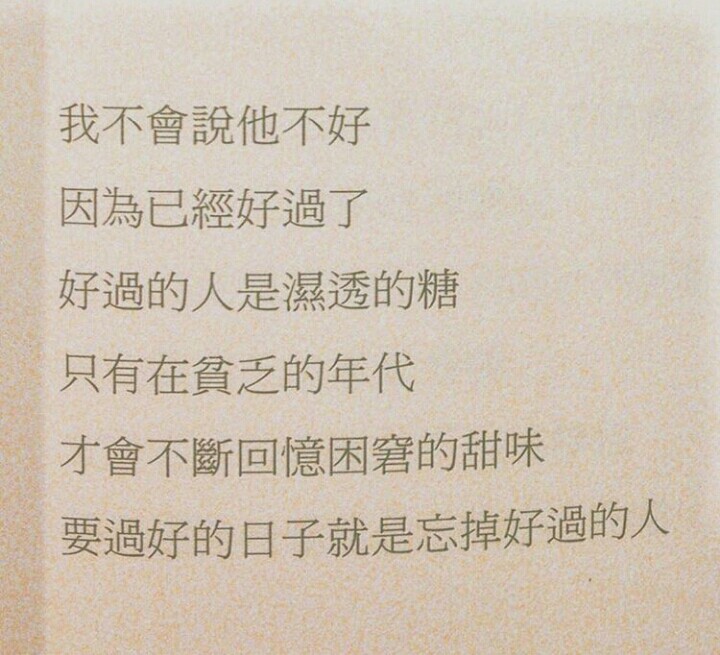 我不會說他不好
因為已經好過了
好過的人是濕透的糖
只有在貧乏的年代
才會不斷回憶困窘的甜味
要過好的日子就是忘掉好過的人